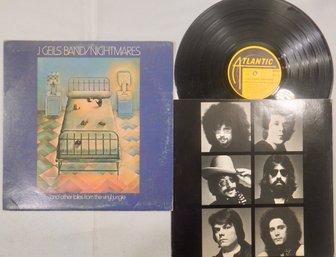 J. GEILS BAND/NIGHTMARES
...and other tales from the vinyl jungle
ATLANTIC